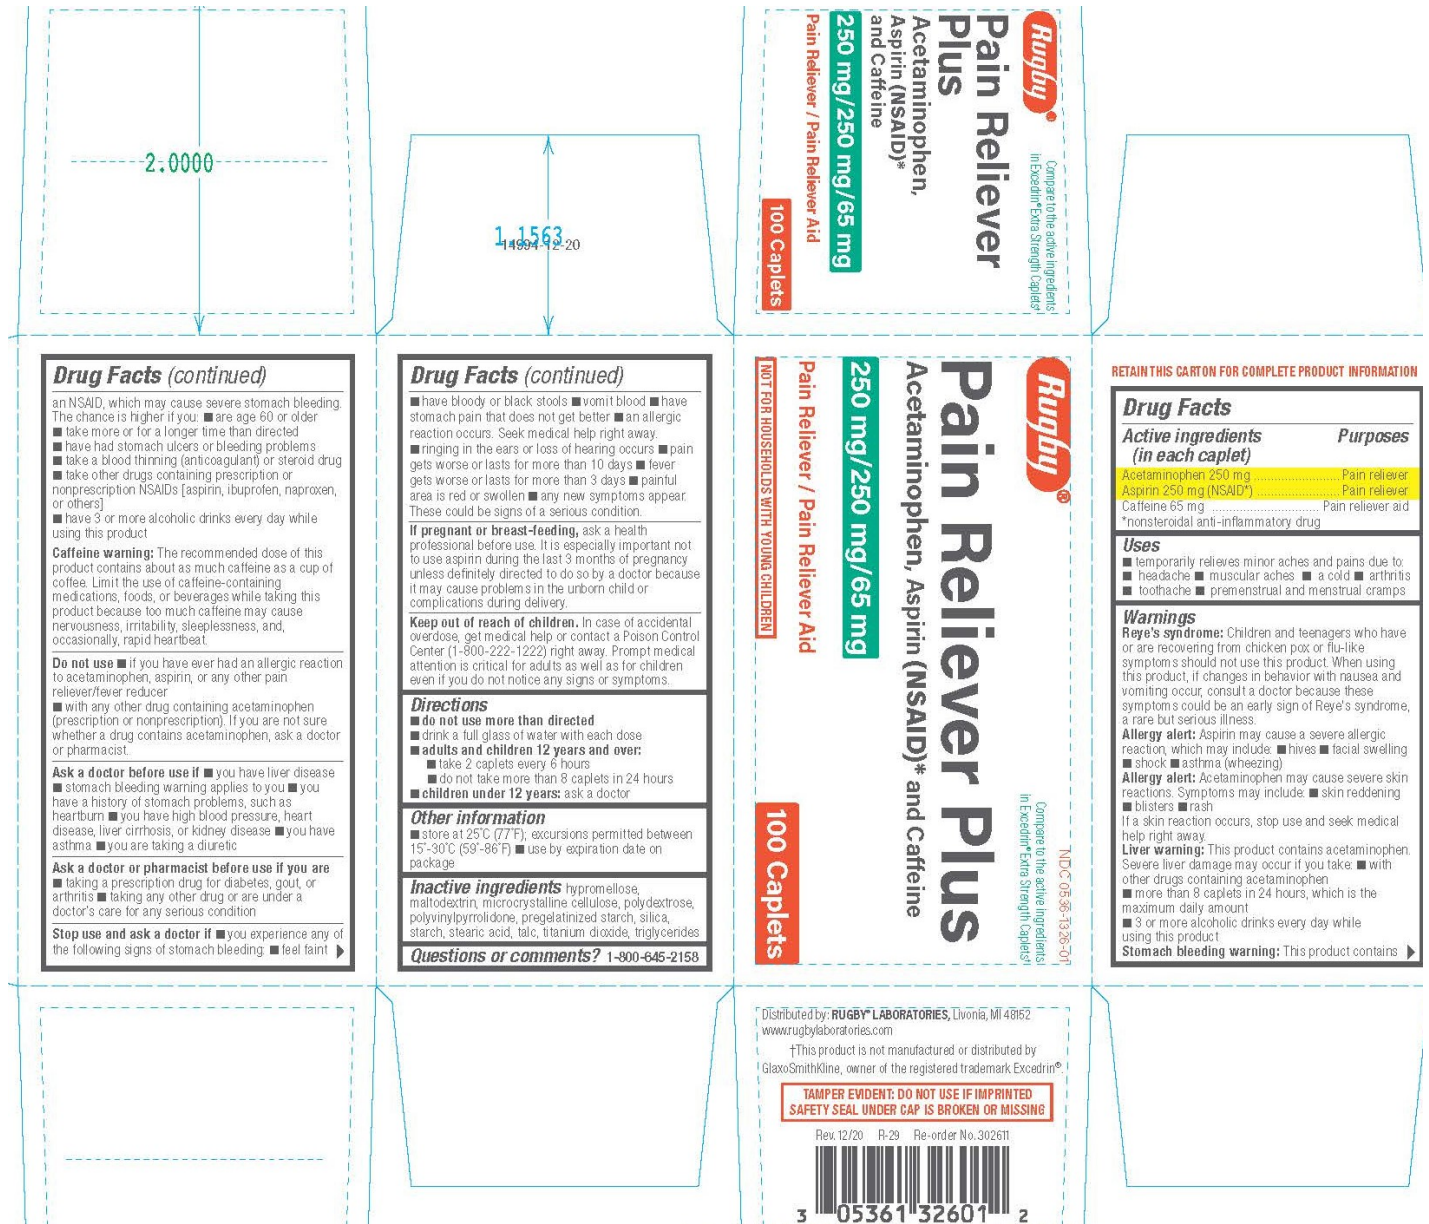 2.0000
1.1563
14994-12-20
Rugby®
Pain Reliever
Plus
Acetaminophen,
Aspirin (NSAID)*
and Caffeine
250 mg/250 mg/65 mg
Pain Reliever / Pain Reliever Aid
100 Caplets
Compare to the active ingredients
in Excedrin® Extra Strength Caplets†
Drug Facts (continued)
an NSAID, which may cause severe stomach bleeding.
The chance is higher if you: ■ are age 60 or older
■ take more or for a longer time than directed
■ have had stomach ulcers or bleeding problems
■ take a blood thinning (anticoagulant) or steroid drug
■ take other drugs containing prescription or
nonprescription NSAIDs [aspirin, ibuprofen, naproxen,
or others]
■ have 3 or more alcoholic drinks every day while
using this product
Caffeine warning: The recommended dose of this
product contains about as much caffeine as a cup of
coffee. Limit the use of caffeine-containing
medications, foods, or beverages while taking this
product because too much caffeine may cause
nervousness, irritability, sleeplessness, and,
occasionally, rapid heartbeat.
Do not use ■ if you have ever had an allergic reaction
to acetaminophen, aspirin, or any other pain
reliever/fever reducer
■ with any other drug containing acetaminophen
(prescription or nonprescription). If you are not sure
whether a drug contains acetaminophen, ask a doctor
or pharmacist.
Ask a doctor before use if ■ you have liver disease
■ stomach bleeding warning applies to you ■ you
have a history of stomach problems, such as
heartburn ■ you have high blood pressure, heart
disease, liver cirrhosis, or kidney disease ■ you have
asthma ■ you are taking a diuretic
Ask a doctor or pharmacist before use if you are
■ taking a prescription drug for diabetes, gout, or
arthritis ■ taking any other drug or are under a
doctor's care for any serious condition
Stop use and ask a doctor if ■ you experience any of
the following signs of stomach bleeding: ■ feel faint
Drug Facts (continued)
■ have bloody or black stools ■ vomit blood ■ have
stomach pain that does not get better ■ an allergic
reaction occurs. Seek medical help right away.
■ ringing in the ears or loss of hearing occurs ■ pain
gets worse or lasts for more than 10 days ■ fever
gets worse or lasts for more than 3 days ■ painful
area is red or swollen ■ any new symptoms appear.
These could be signs of a serious condition.
If pregnant or breast-feeding, ask a health
professional before use. It is especially important not
to use aspirin during the last 3 months of pregnancy
unless definitely directed to do so by a doctor because
it may cause problems in the unborn child or
complications during delivery.
Keep out of reach of children. In case of accidental
overdose, get medical help or contact a Poison Control
Center (1-800-222-1222) right away. Prompt medical
attention is critical for adults as well as for children
even if you do not notice any signs or symptoms.
Directions
■ do not use more than directed
■ drink a full glass of water with each dose
■ adults and children 12 years and over:
■ take 2 caplets every 6 hours
■ do not take more than 8 caplets in 24 hours
■ children under 12 years: ask a doctor
Other information
■ store at 25°C (77°F); excursions permitted between
15°-30°C (59°-86°F) ■ use by expiration date on
package
Inactive ingredients hypromellose,
maltodextrin, microcrystalline cellulose, polydextrose,
polyvinylpyrrolidone, pregelatinized starch, silica,
starch, stearic acid, talc, titanium dioxide, triglycerides
Questions or comments? 1-800-645-2158
Rugby®
Pain Reliever Plus
Acetaminophen, Aspirin (NSAID)* and Caffeine
250 mg/250 mg/65 mg
Pain Reliever / Pain Reliever Aid
NOT FOR HOUSEHOLDS WITH YOUNG CHILDREN
100 Caplets
NDC 0536-1326-01
Compare to the active ingredients
in Excedrin® Extra Strength Caplets†
RETAIN THIS CARTON FOR COMPLETE PRODUCT INFORMATION
Drug Facts
Active ingredients Purposes
(in each caplet)
Acetaminophen 250 mg ........................ Pain reliever
Aspirin 250 mg (NSAID*) ....................... Pain reliever
Caffeine 65 mg ............................. Pain reliever aid
*nonsteroidal anti-inflammatory drug
Uses
■ temporarily relieves minor aches and pains due to:
■ headache ■ muscular aches ■ a cold ■ arthritis
■ toothache ■ premenstrual and menstrual cramps
Warnings
Reye's syndrome: Children and teenagers who have
or are recovering from chicken pox or flu-like
symptoms should not use this product. When using
this product, if changes in behavior with nausea and
vomiting occur, consult a doctor because these
symptoms could be an early sign of Reye's syndrome,
a rare but serious illness.
Allergy alert: Aspirin may cause a severe allergic
reaction, which may include: ■ hives ■ facial swelling
■ shock ■ asthma (wheezing)
Allergy alert: Acetaminophen may cause severe skin
reactions. Symptoms may include: ■ skin reddening
■ blisters ■ rash
If a skin reaction occurs, stop use and seek medical
help right away.
Liver warning: This product contains acetaminophen.
Severe liver damage may occur if you take: ■ with
other drugs containing acetaminophen
■ more than 8 caplets in 24 hours, which is the
maximum daily amount
■ 3 or more alcoholic drinks every day while
using this product
Stomach bleeding warning: This product contains
Distributed by: RUGBY® LABORATORIES, Livonia, MI 48152
www.rugbylaboratories.com
†This product is not manufactured or distributed by
GlaxoSmithKline, owner of the registered trademark Excedrin®.
TAMPER EVIDENT: DO NOT USE IF IMPRINTED
SAFETY SEAL UNDER CAP IS BROKEN OR MISSING
Rev. 12/20 R-29 Re-order No. 302611
3 05361 32601 2